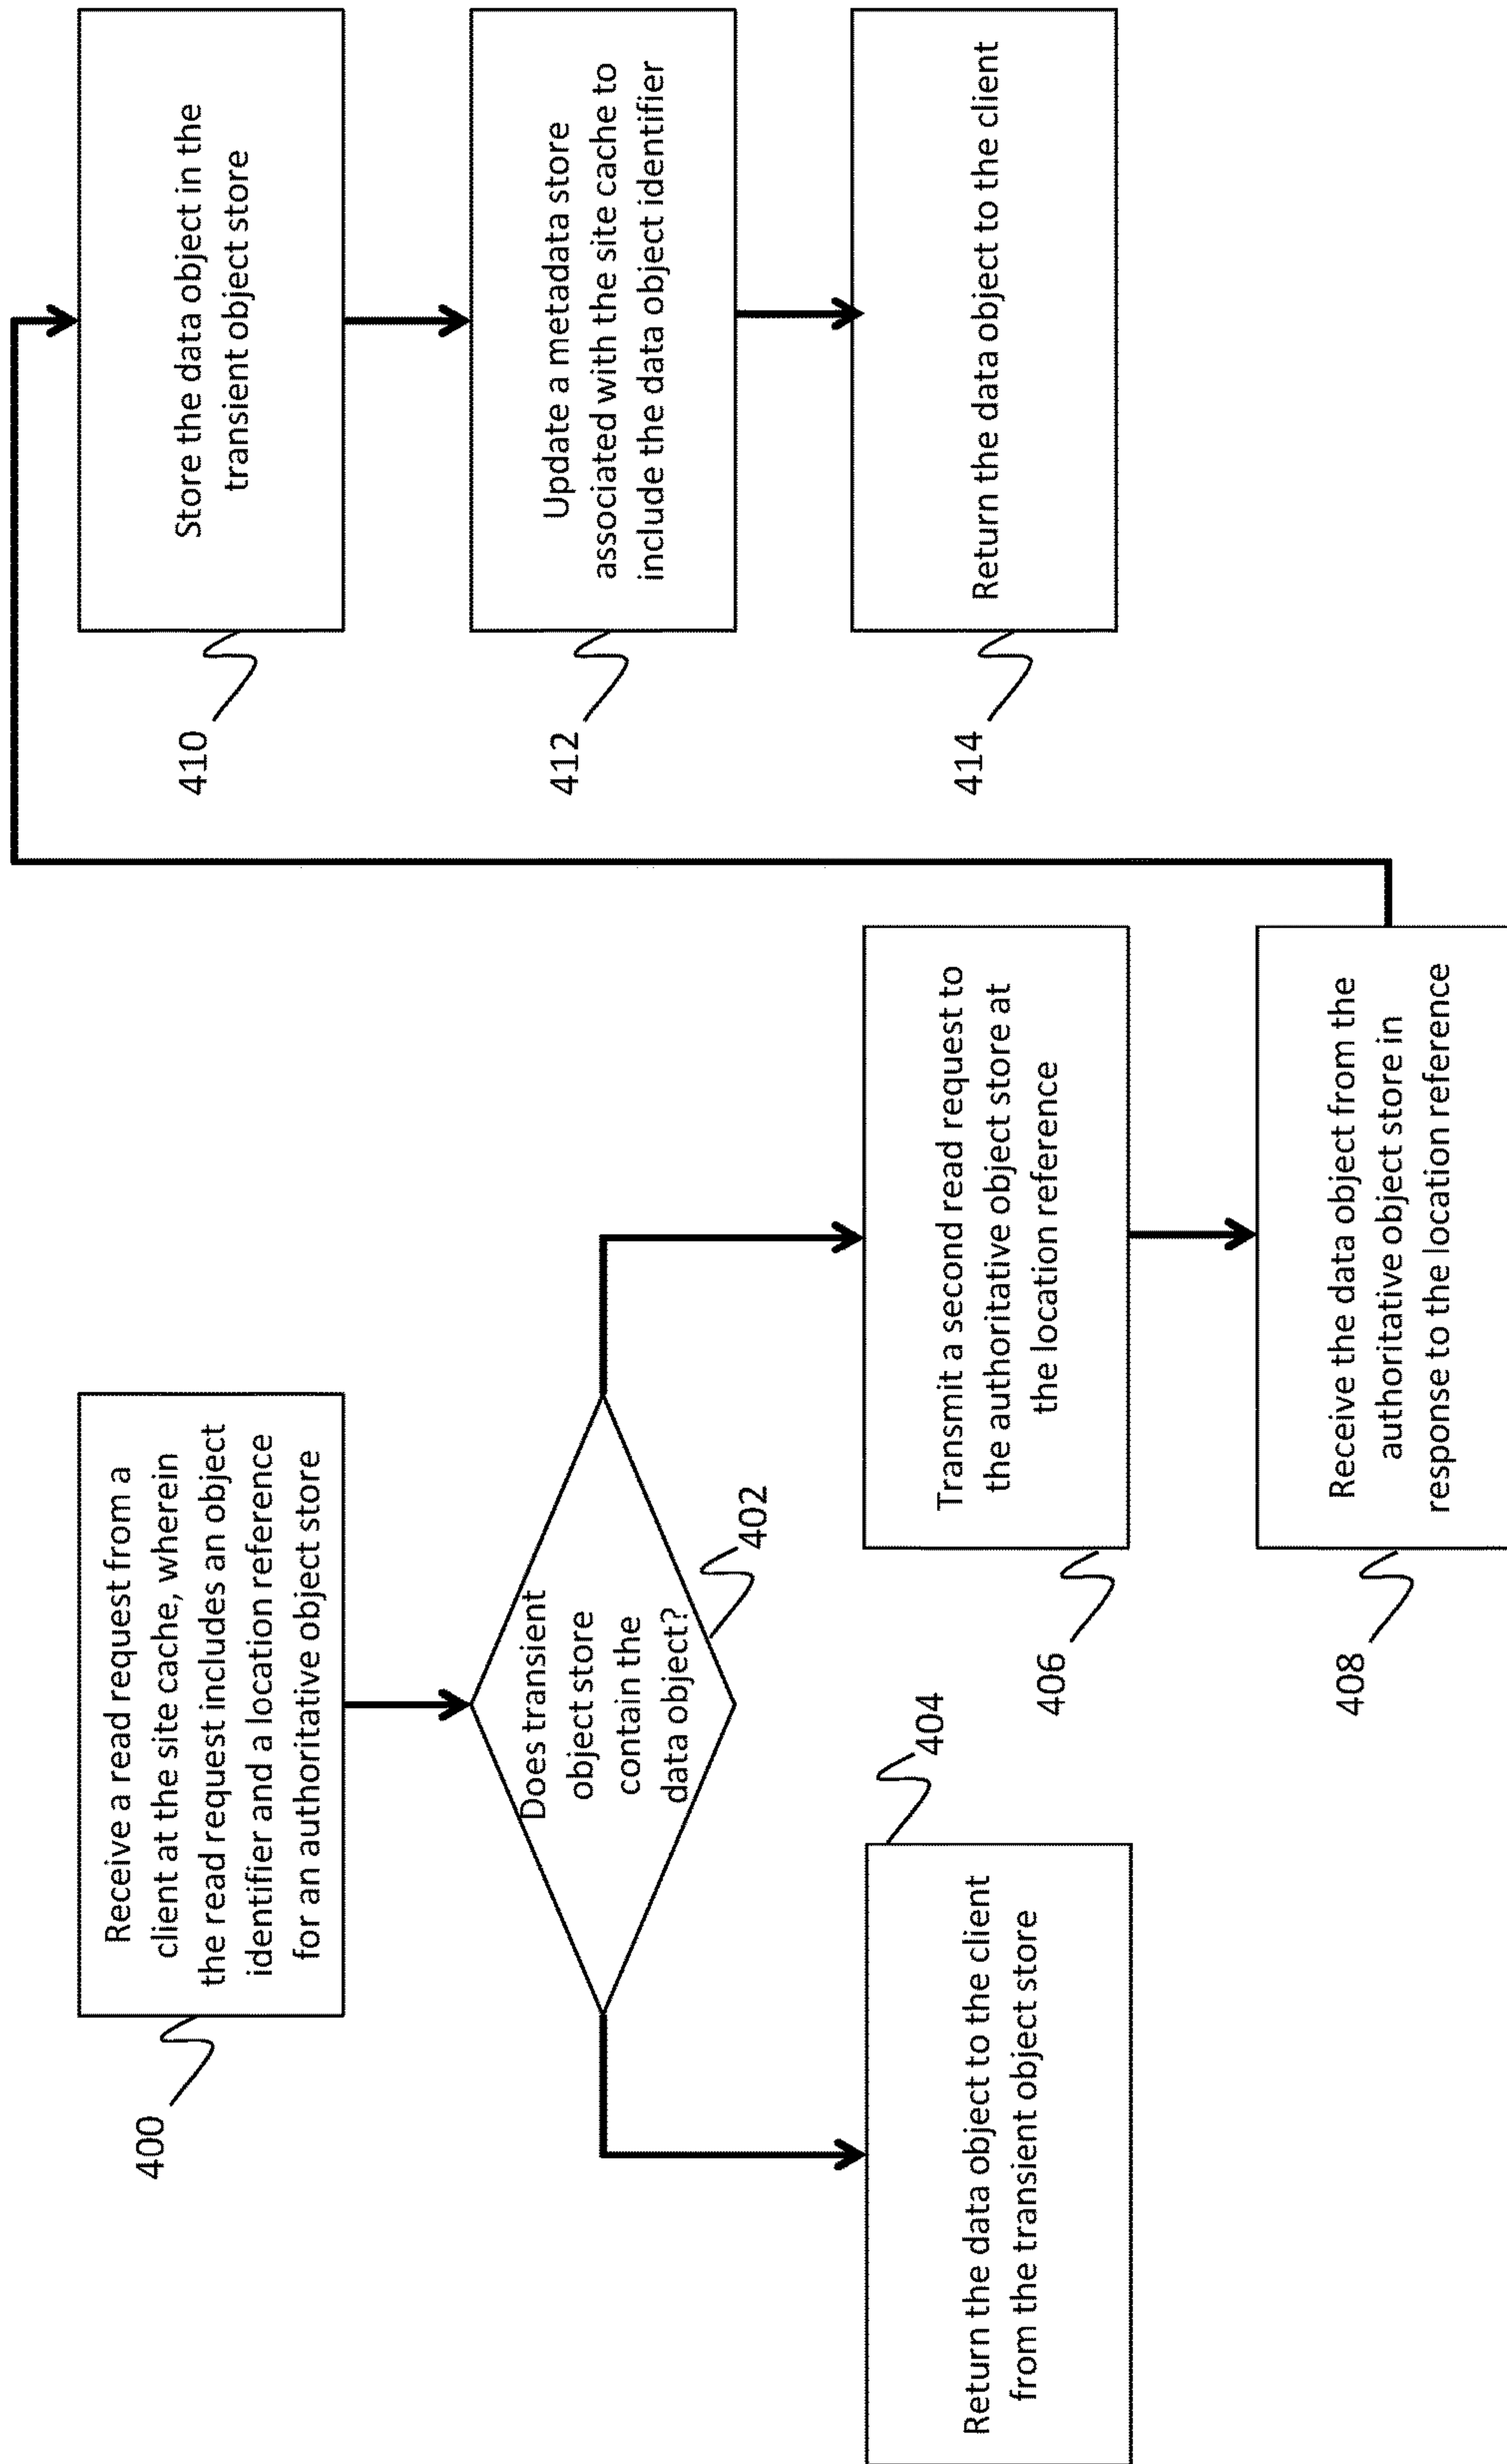 400
Receive a read request from a
client at the site cache, wherein
the read request includes an object
identifier and a location reference
for an authoritative object store
Does transient
object store
contain the
data object?
402
404
Return the data object to the client
from the transient object store
406
Transmit a second read request to
the authoritative object store at
the location reference
408
Receive the data object from the
authoritative object store in
response to the location reference
410
Store the data object in the
transient object store
412
Update a metadata store
associated with the site cache to
include the data object identifier
414
Return the data object to the client